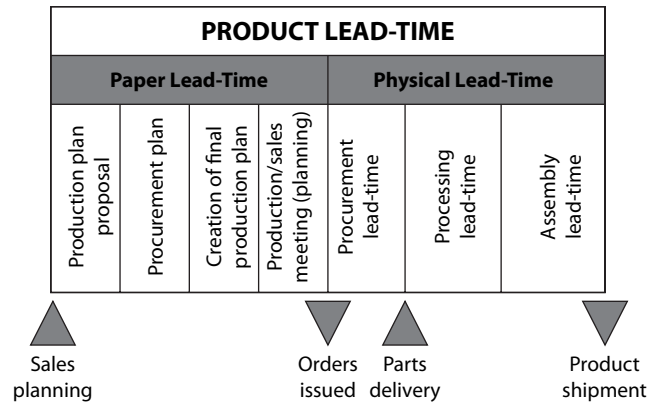 PRODUCT LEAD-TIME
Paper Lead-Time
Physical Lead-Time
Production plan
proposal
Procurement plan
Creation of final
production plan
Production/sales
meeting (planning)
Procurement
lead-time
Processing
lead-time
Assembly
lead-time
Sales
planning
Orders
issued
Parts
delivery
Product
shipment